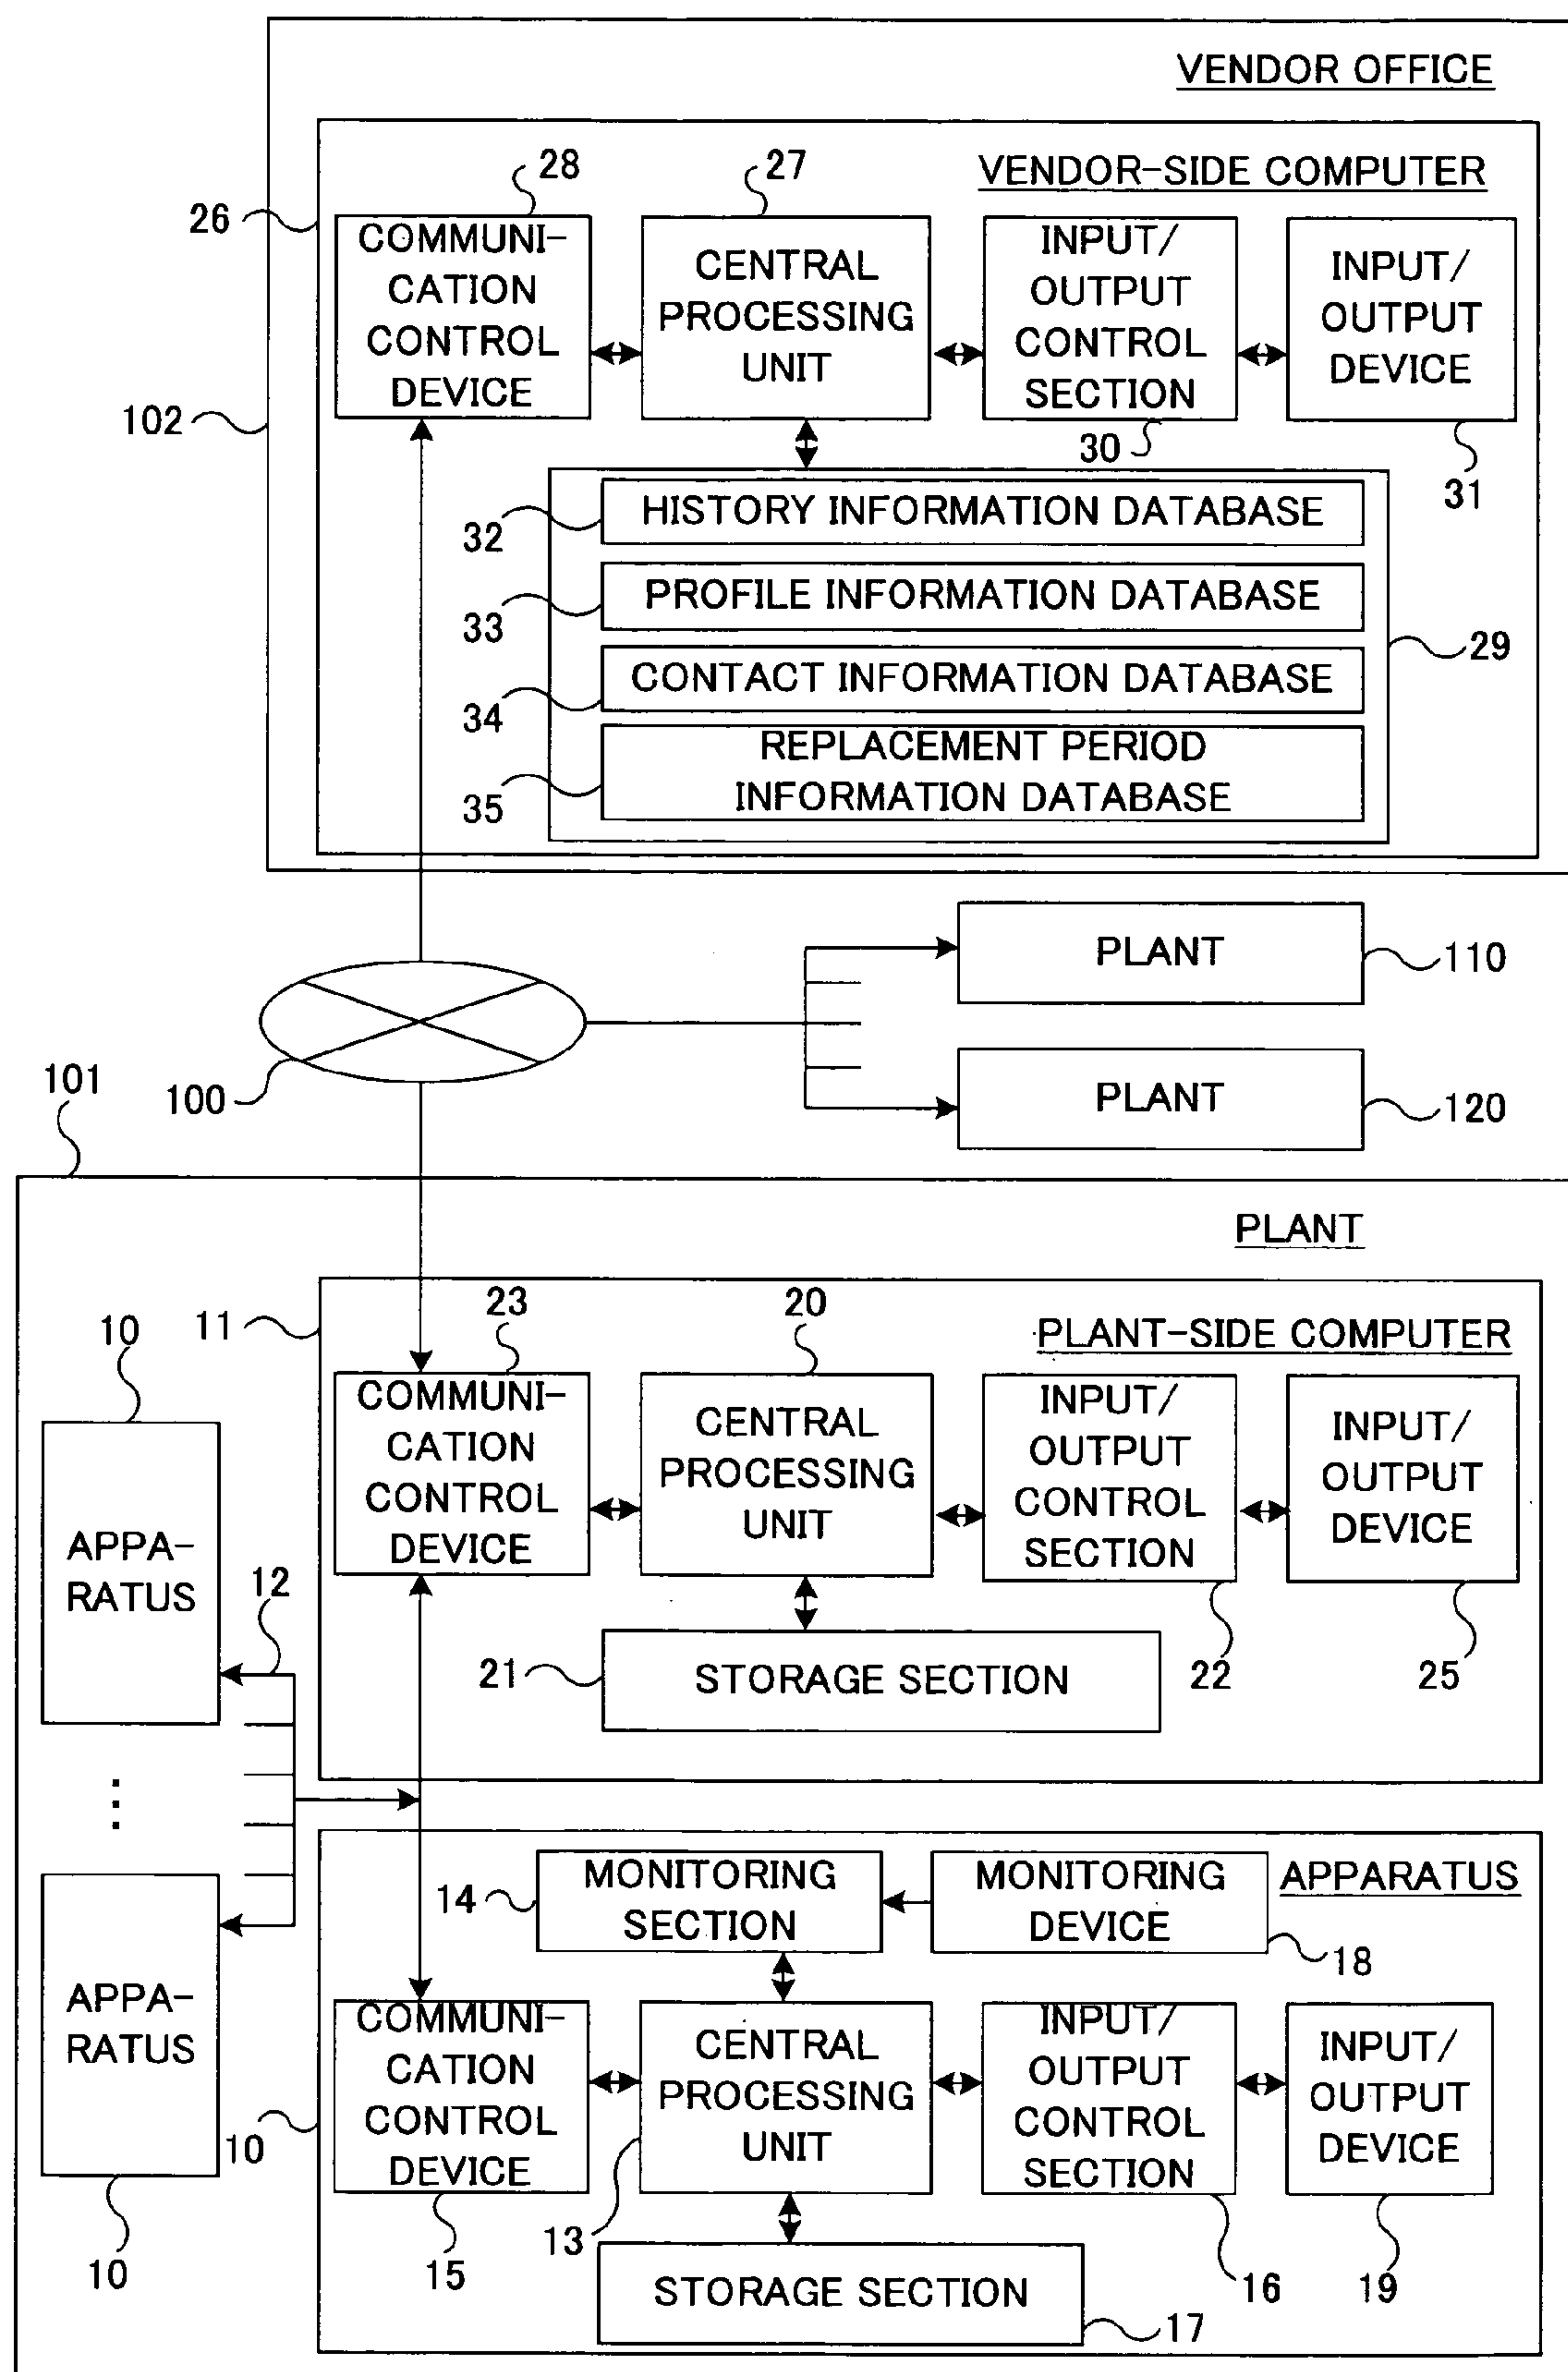 VENDOR OFFICE
28
27
VENDOR-SIDE COMPUTER
26
COMMUNI-
CATION
CONTROL
DEVICE
CENTRAL
PROCESSING
UNIT
INPUT/
OUTPUT
CONTROL
SECTION
INPUT/
OUTPUT
DEVICE
102
30
31
32
HISTORY INFORMATION DATABASE
33
PROFILE INFORMATION DATABASE
29
34
CONTACT INFORMATION DATABASE
35
REPLACEMENT PERIOD
INFORMATION DATABASE
PLANT
110
100
PLANT
120
101
PLANT
11
23
20
PLANT-SIDE COMPUTER
10
COMMUNI-
CATION
CONTROL
DEVICE
CENTRAL
PROCESSING
UNIT
INPUT/
OUTPUT
CONTROL
SECTION
INPUT/
OUTPUT
DEVICE
APPA-
RATUS
12
21
STORAGE SECTION
22
25
14
MONITORING
SECTION
MONITORING
DEVICE
APPARATUS
18
APPA-
RATUS
COMMUNI-
CATION
CONTROL
DEVICE
CENTRAL
PROCESSING
UNIT
INPUT/
OUTPUT
CONTROL
SECTION
INPUT/
OUTPUT
DEVICE
10
10
15
13
16
19
STORAGE SECTION
17